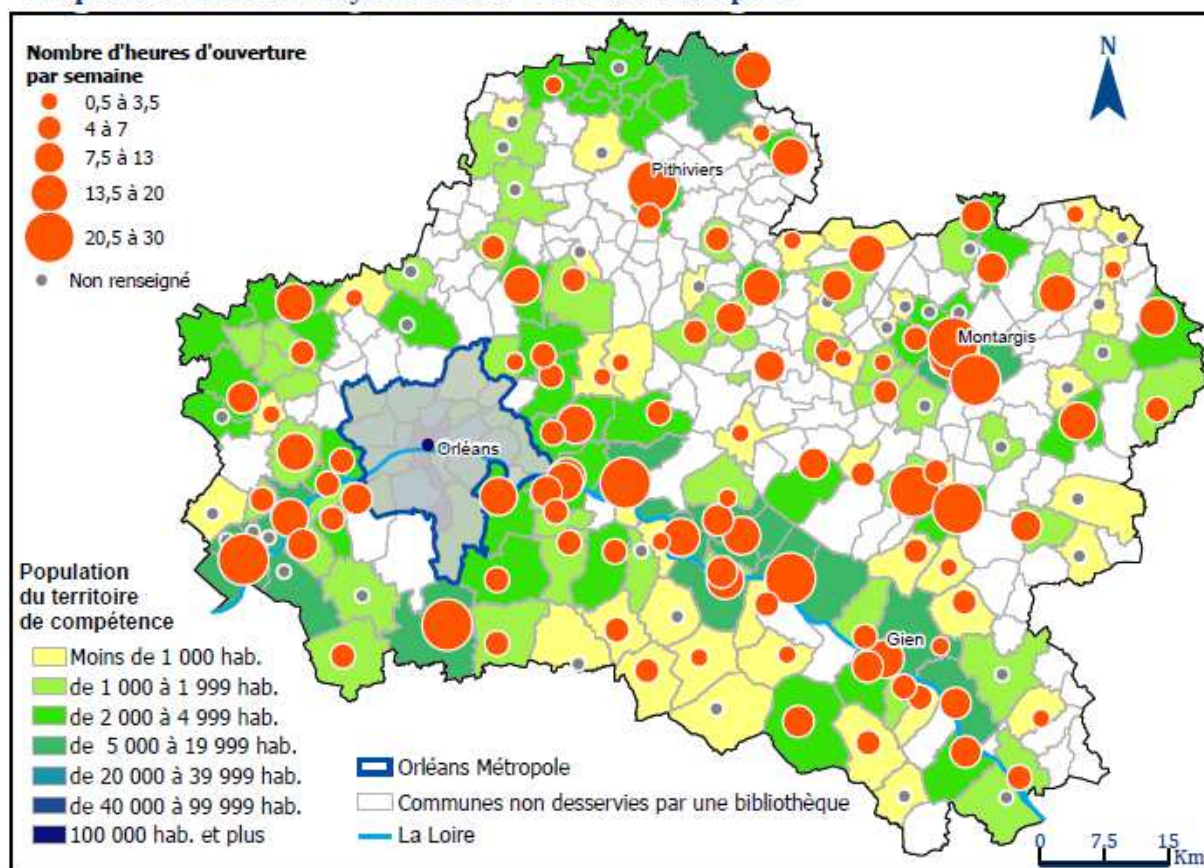 Nombre d'heures d'ouverture
par semaine
0,5 à 3,5
4 à 7
7,5 à 13
13,5 à 20
20,5 à 30
Non renseigné
N
Pithiviers
Montargis
Orléans
Gien
Population
du territoire
de compétence
Moins de 1 000 hab.
de 1 000 à 1 999 hab.
de 2 000 à 4 999 hab.
de 5 000 à 19 999 hab.
de 20 000 à 39 999 hab.
de 40 000 à 99 999 hab.
100 000 hab. et plus
Orléans Métropole
Communes non desservies par une bibliothèque
La Loire
0 7,5 15
Km